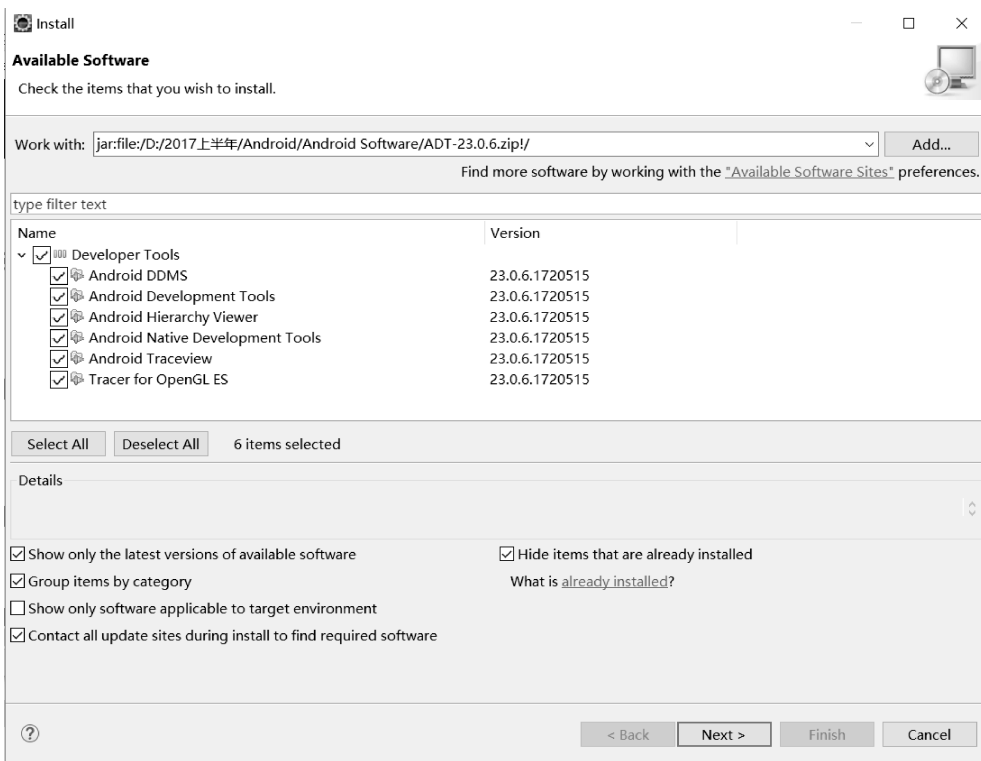 Install
Available Software
Check the items that you wish to install.
Work with: jar:file:/D:/2017上半年/Android/Android Software/ADT-23.0.6.zip!/ Add...
Find more software by working with the "Available Software Sites" preferences.
type filter text
Name Version
Developer Tools
Android DDMS 23.0.6.1720515
Android Development Tools 23.0.6.1720515
Android Hierarchy Viewer 23.0.6.1720515
Android Native Development Tools 23.0.6.1720515
Android Traceview 23.0.6.1720515
Tracer for OpenGL ES 23.0.6.1720515
Select All Deselect All 6 items selected
Details
Show only the latest versions of available software Hide items that are already installed
Group items by category What is already installed?
Show only software applicable to target environment
Contact all update sites during install to find required software
? < Back Next > Finish Cancel